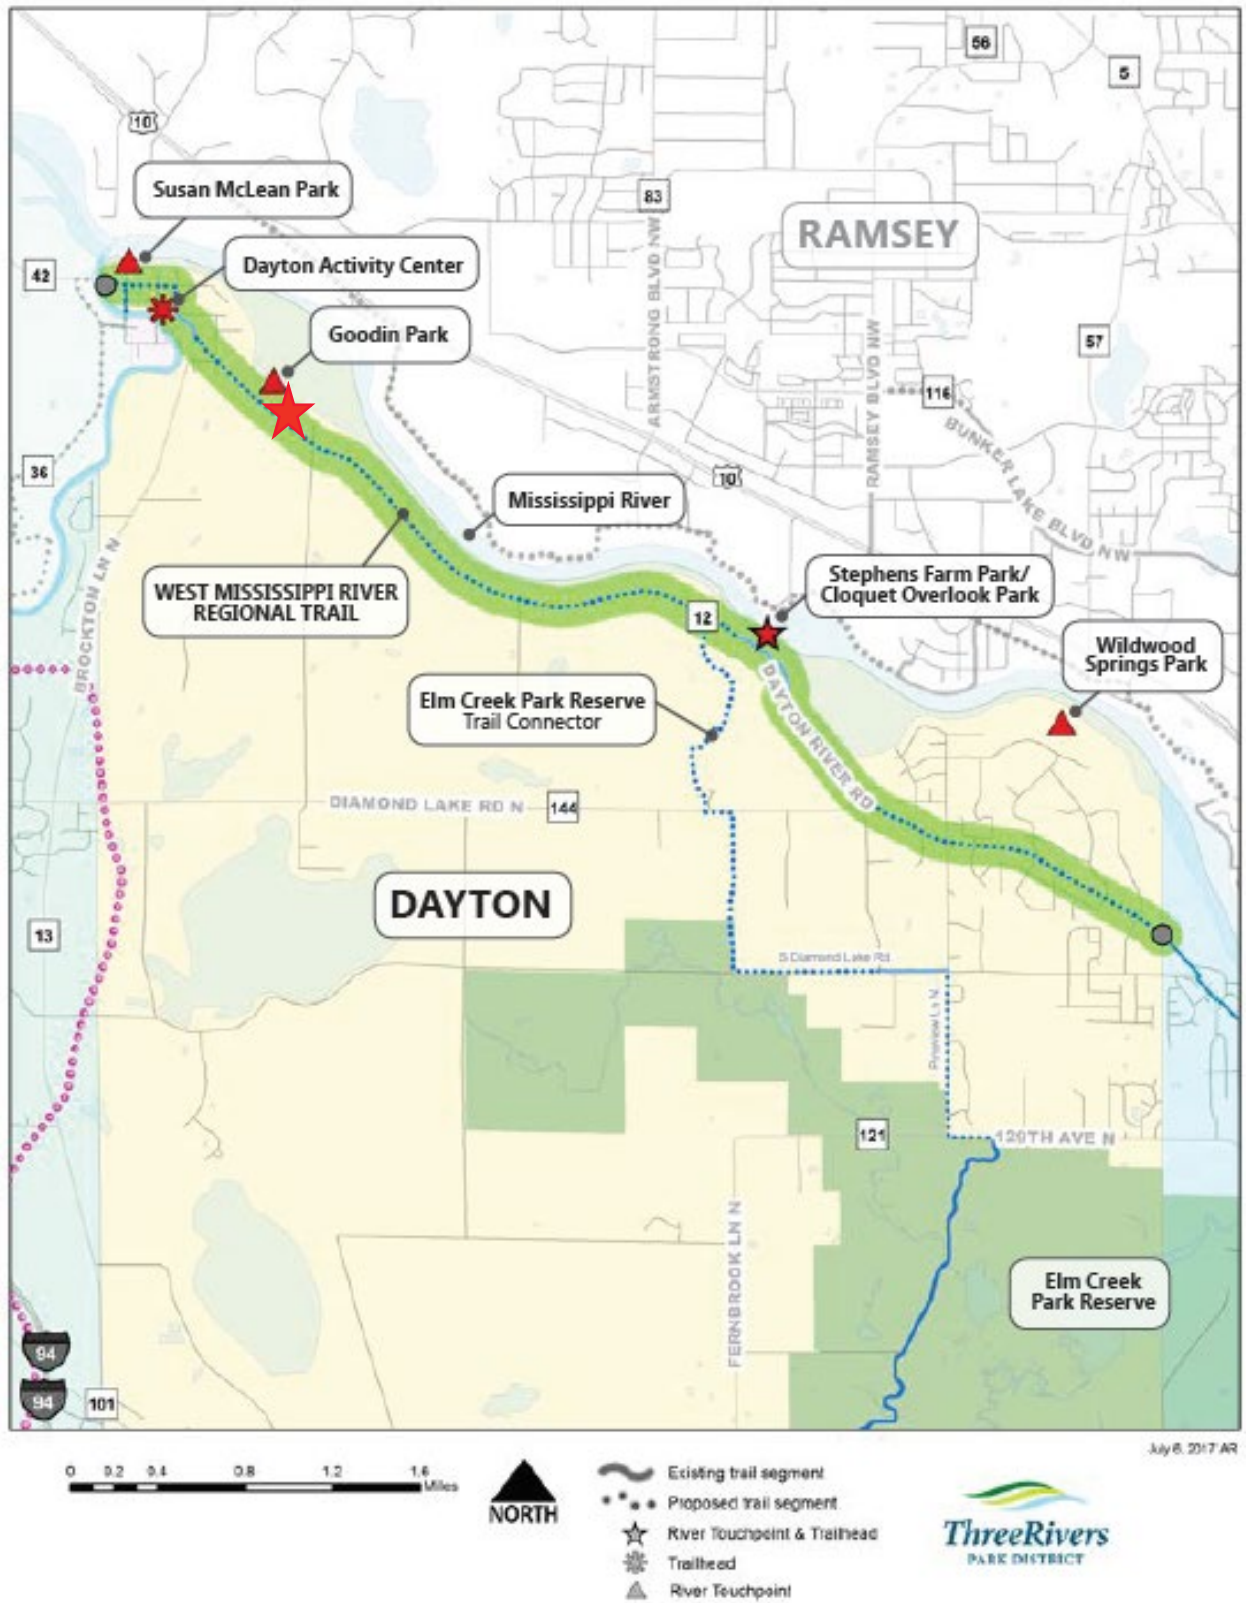 56
5
10
Susan McLean Park
83
RAMSEY
42
Dayton Activity Center
ARMSTRONG BLVD NW
Goodin Park
57
RAMSEY BLVD NW
116
BUNKER LAKE BLVD NW
36
10
Mississippi River
WEST MISSISSIPPI RIVER
REGIONAL TRAIL
BROCKTON LN N
Stephens Farm Park/
Cloquet Overlook Park
12
Wildwood
Springs Park
Elm Creek Park Reserve
Trail Connector
DAYTON RIVER RD
DIAMOND LAKE RD N
144
DAYTON
13
S Diamond Lake Rd
Pineview Ln N
121
129TH AVE N
FERNBROOK LN N
Elm Creek
Park Reserve
94
94
101
July 6, 2017 AR
0 0.2 0.4 0.8 1.2 1.6
Miles
NORTH
Existing trail segment
Proposed trail segment
River Touchpoint & Trailhead
Trailhead
River Touchpoint
ThreeRivers
PARK DISTRICT